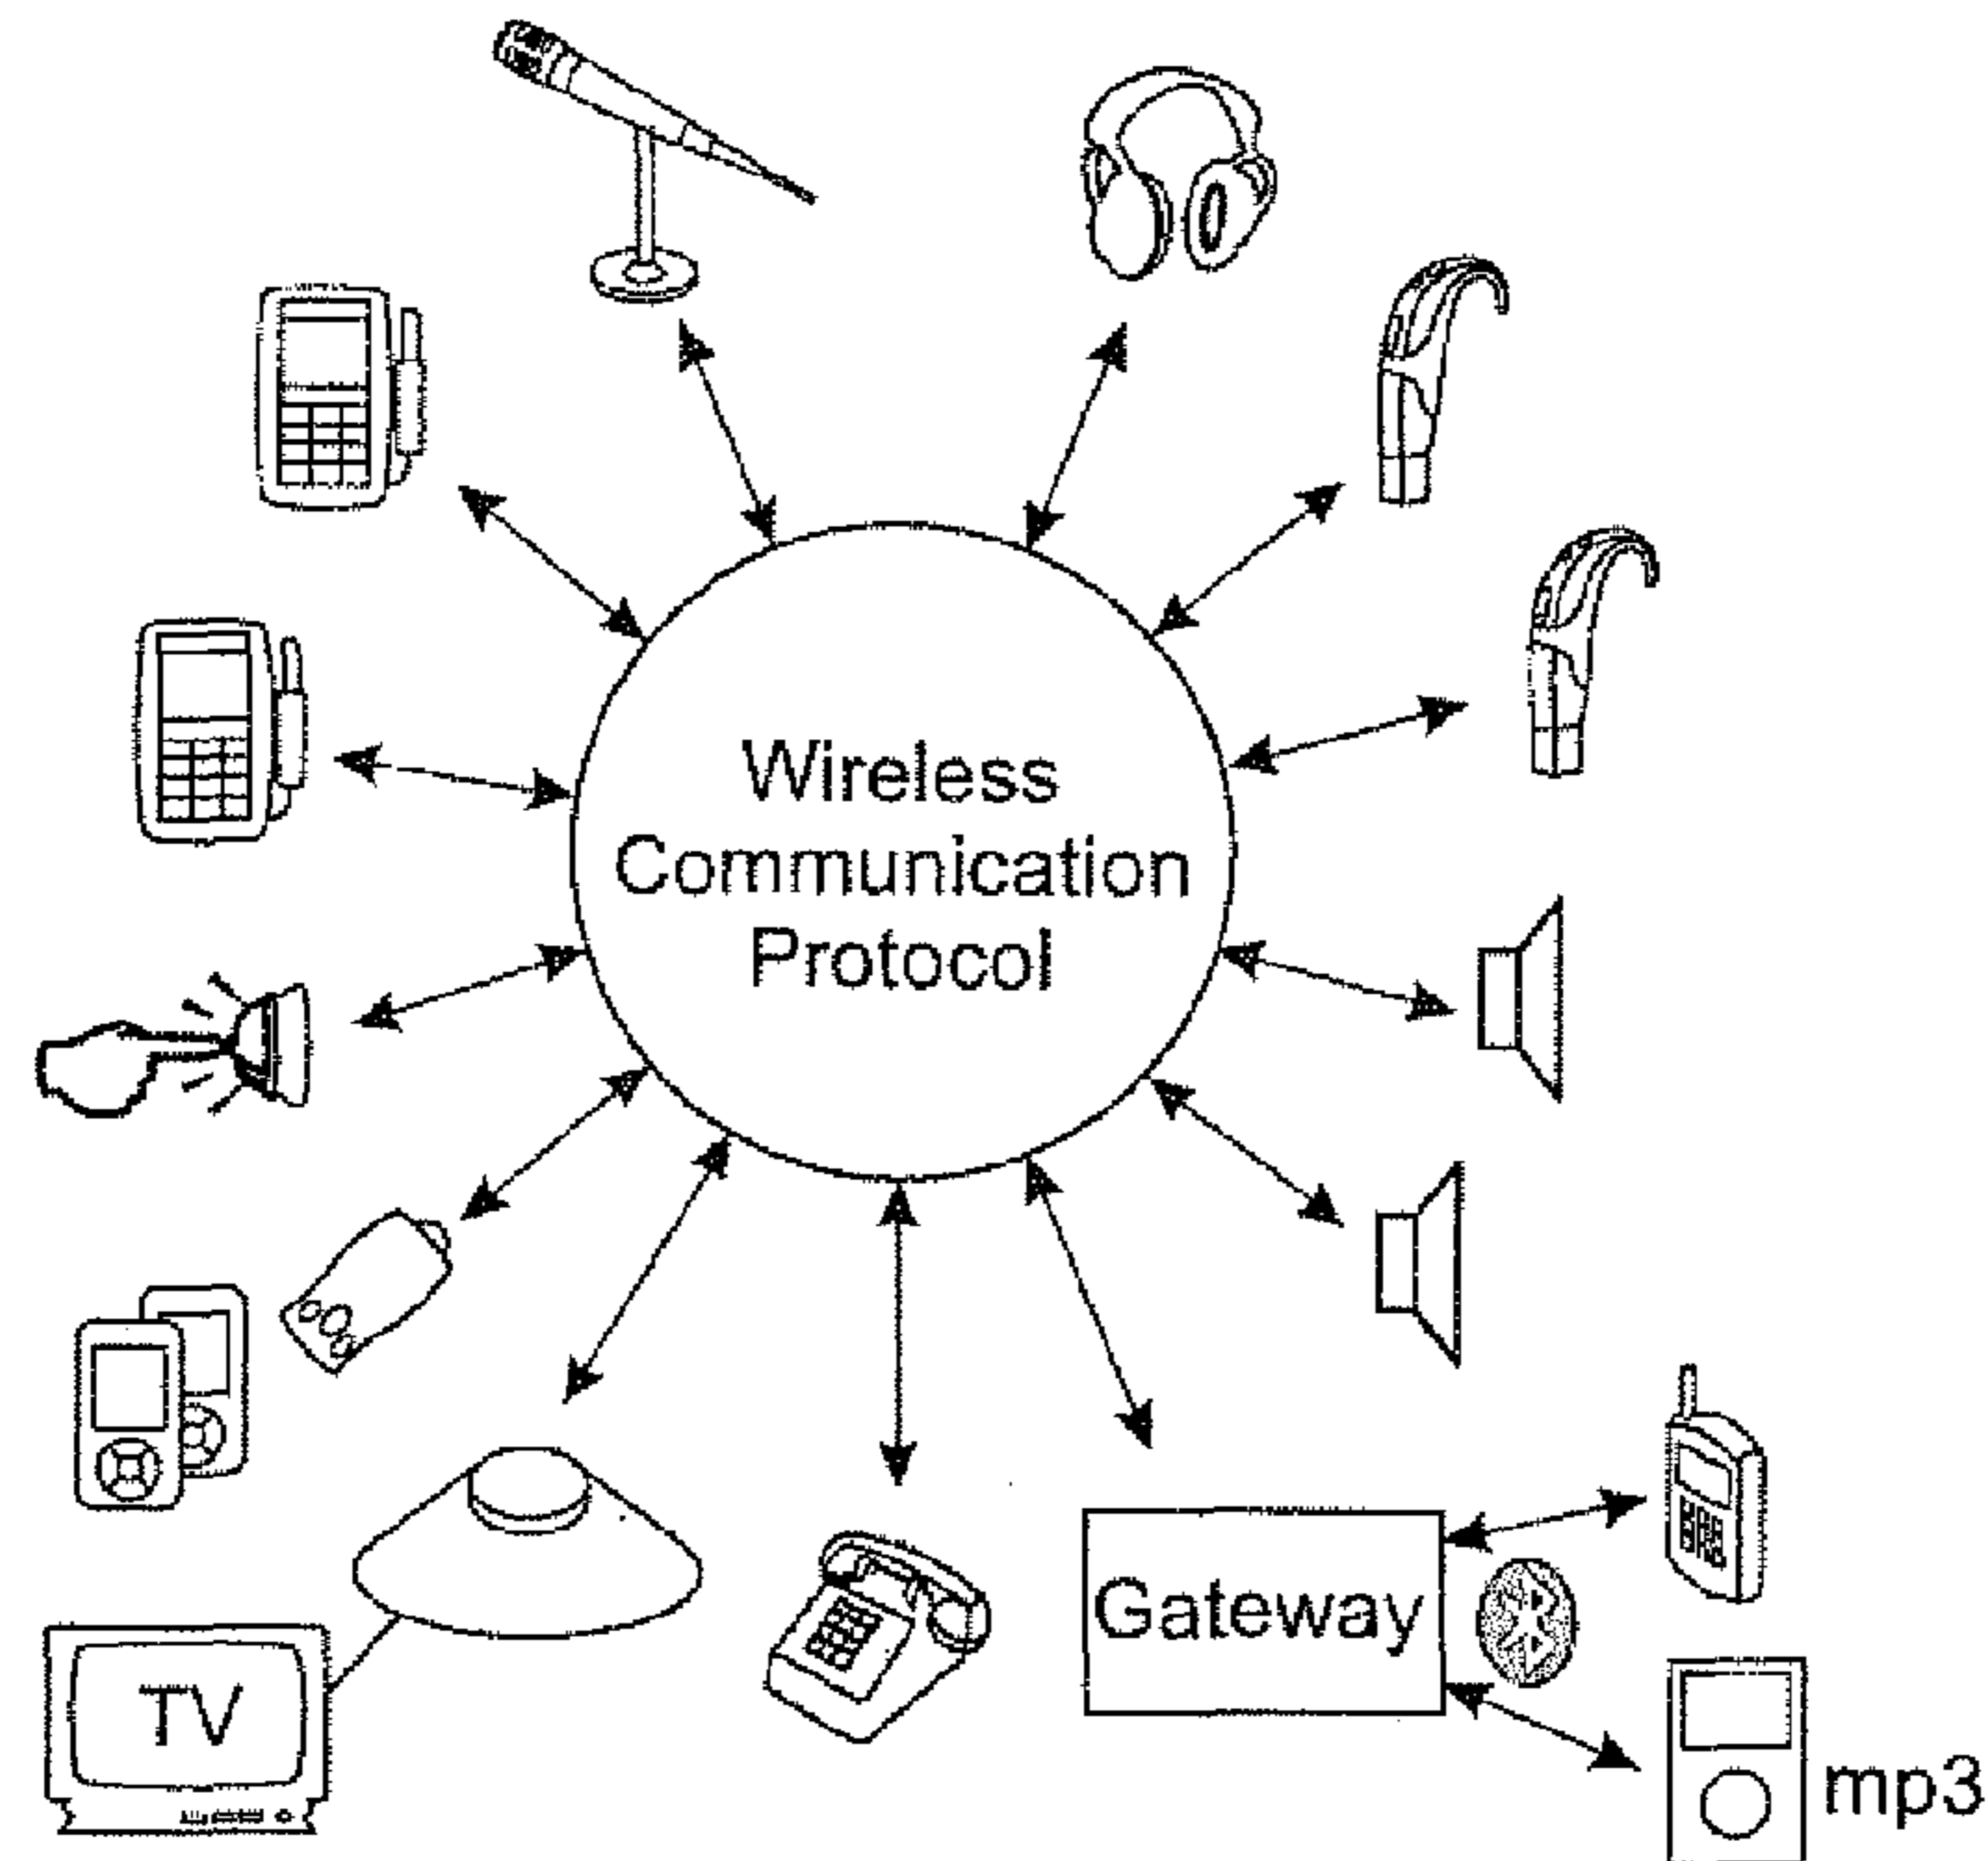 Wireless
Communication
Protocol
Gateway
TV
mp3